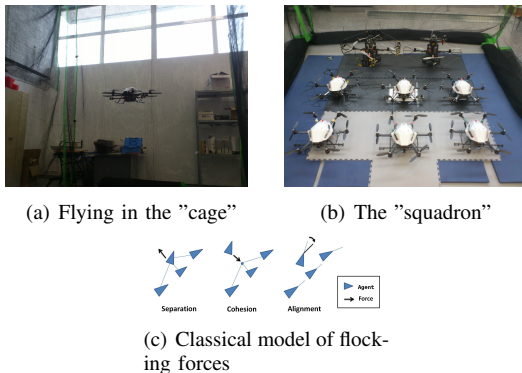 (a) Flying in the ”cage”
(b) The ”squadron”
Separation
Cohesion
Alignment
Agent
Force
(c) Classical model of flock-
ing forces